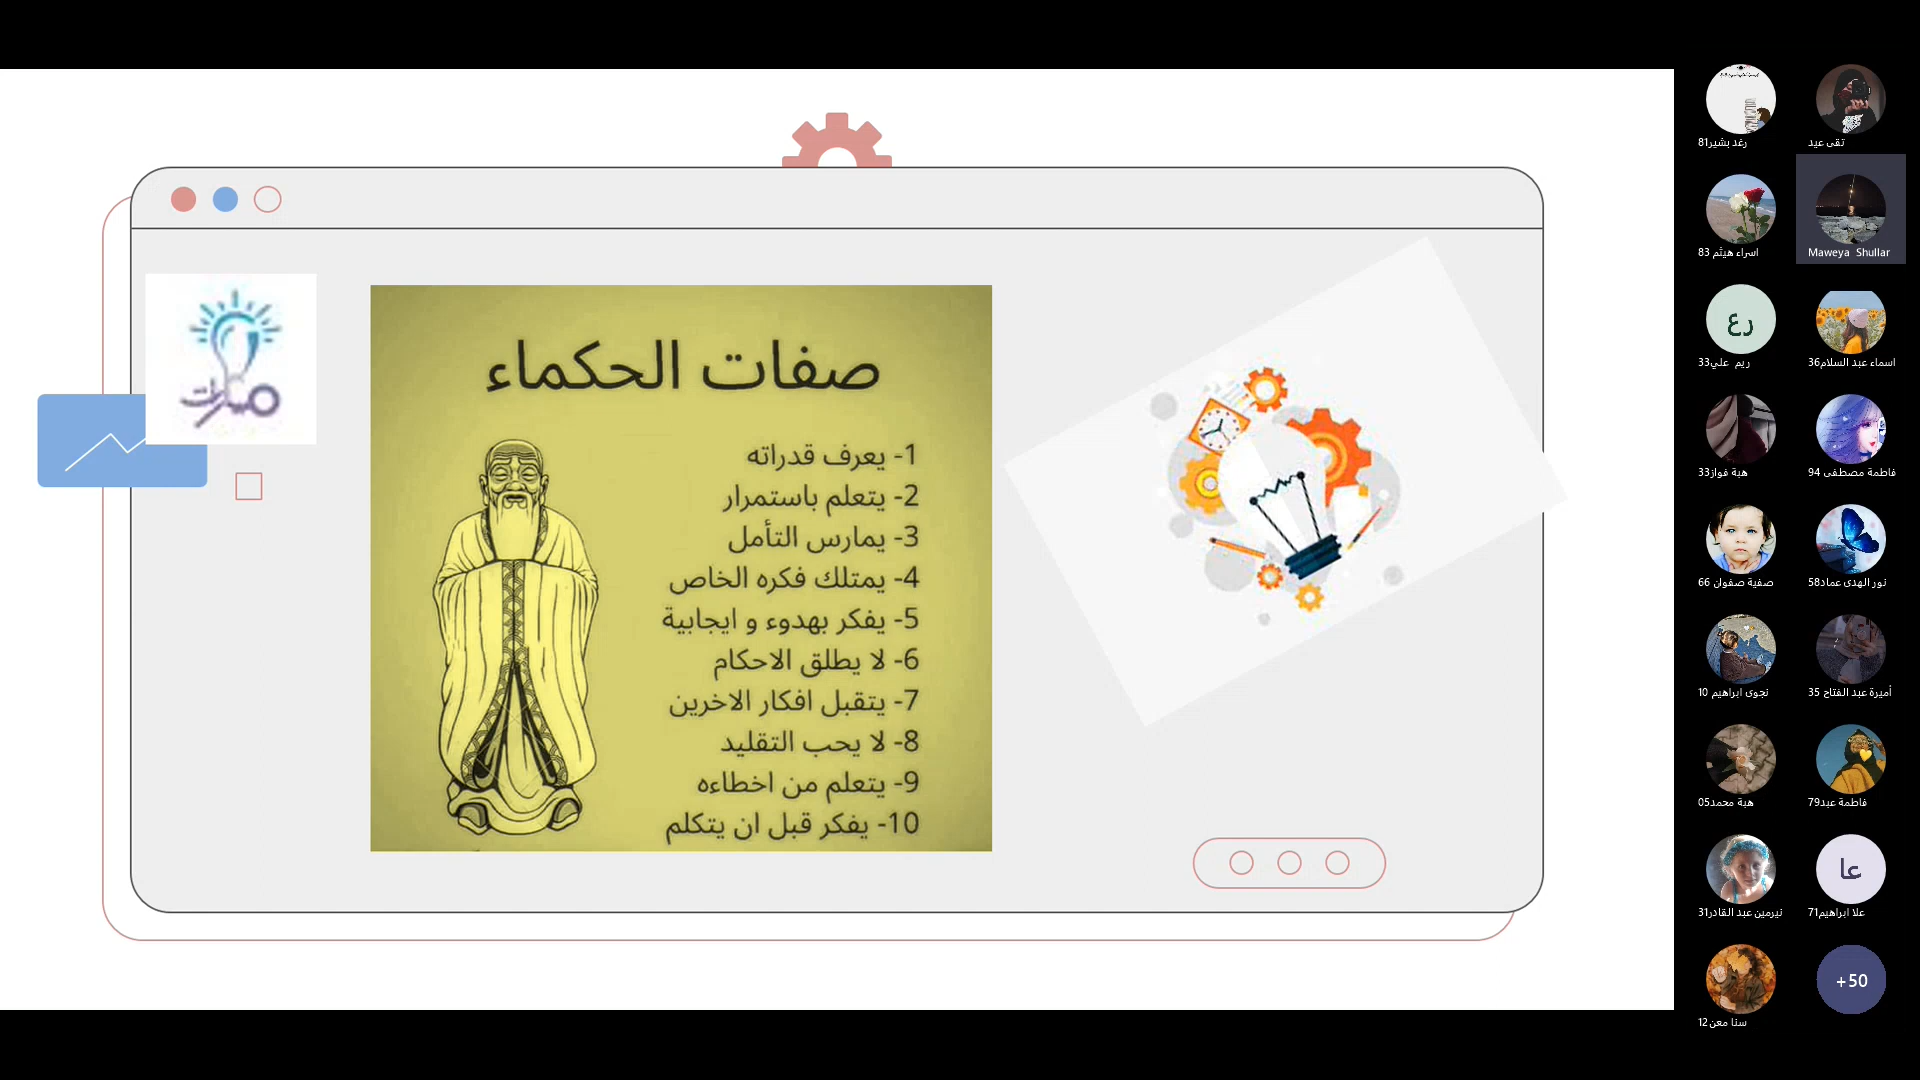 صفات الحكماء
1- يعرف قدراته
2- يتعلم باستمرار
3- يمارس التأمل
4- يمتلك فكره الخاص
5- يفكر بهدوء و ايجابية
6- لا يطلق الاحكام
7- يتقبل افكار الاخرين
8- لا يحب التقليد
9- يتعلم من اخطاءه
10- يفكر قبل ان يتكلم
مهارات
رغد بشير81
تقى عيد
اسراء هيثم 83
Maweya Shullar
رع
ريم علي33
اسماء عبد السلام36
هبة فواز33
فاطمة مصطفى 94
صفية صفوان 66
نور الهدى عماد58
نجوى ابراهيم 10
أميرة عبد الفتاح 35
هبة محمد05
فاطمة عيد79
نيرمين عبد القادر31
عا
علا ابراهيم71
سنا معن12
+50